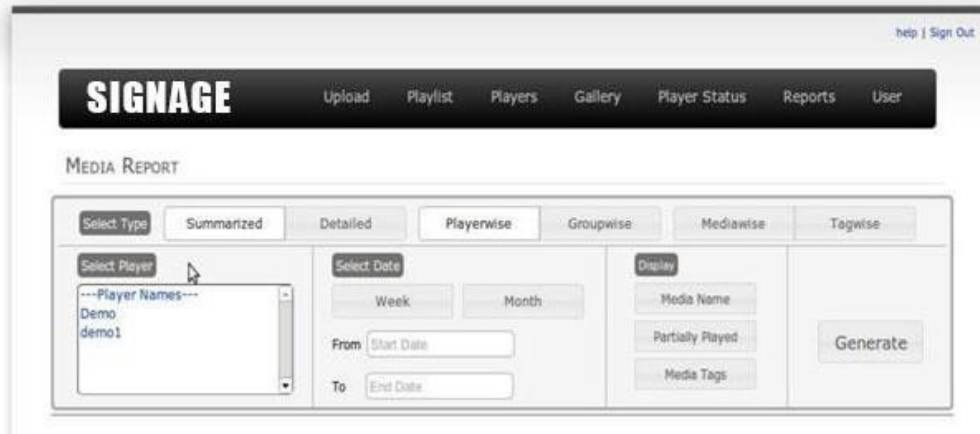 help | Sign Out
SIGNAGE Upload Playlist Players Gallery Player Status Reports User
MEDIA REPORT
Select Type Summarized Detailed Playerwise Groupwise Mediawise Tagwise
Select Player
---Player Names---
Demo
demo1
Select Date
Week Month
From Start Date
To End Date
Display
Media Name
Partially Played
Media Tags
Generate